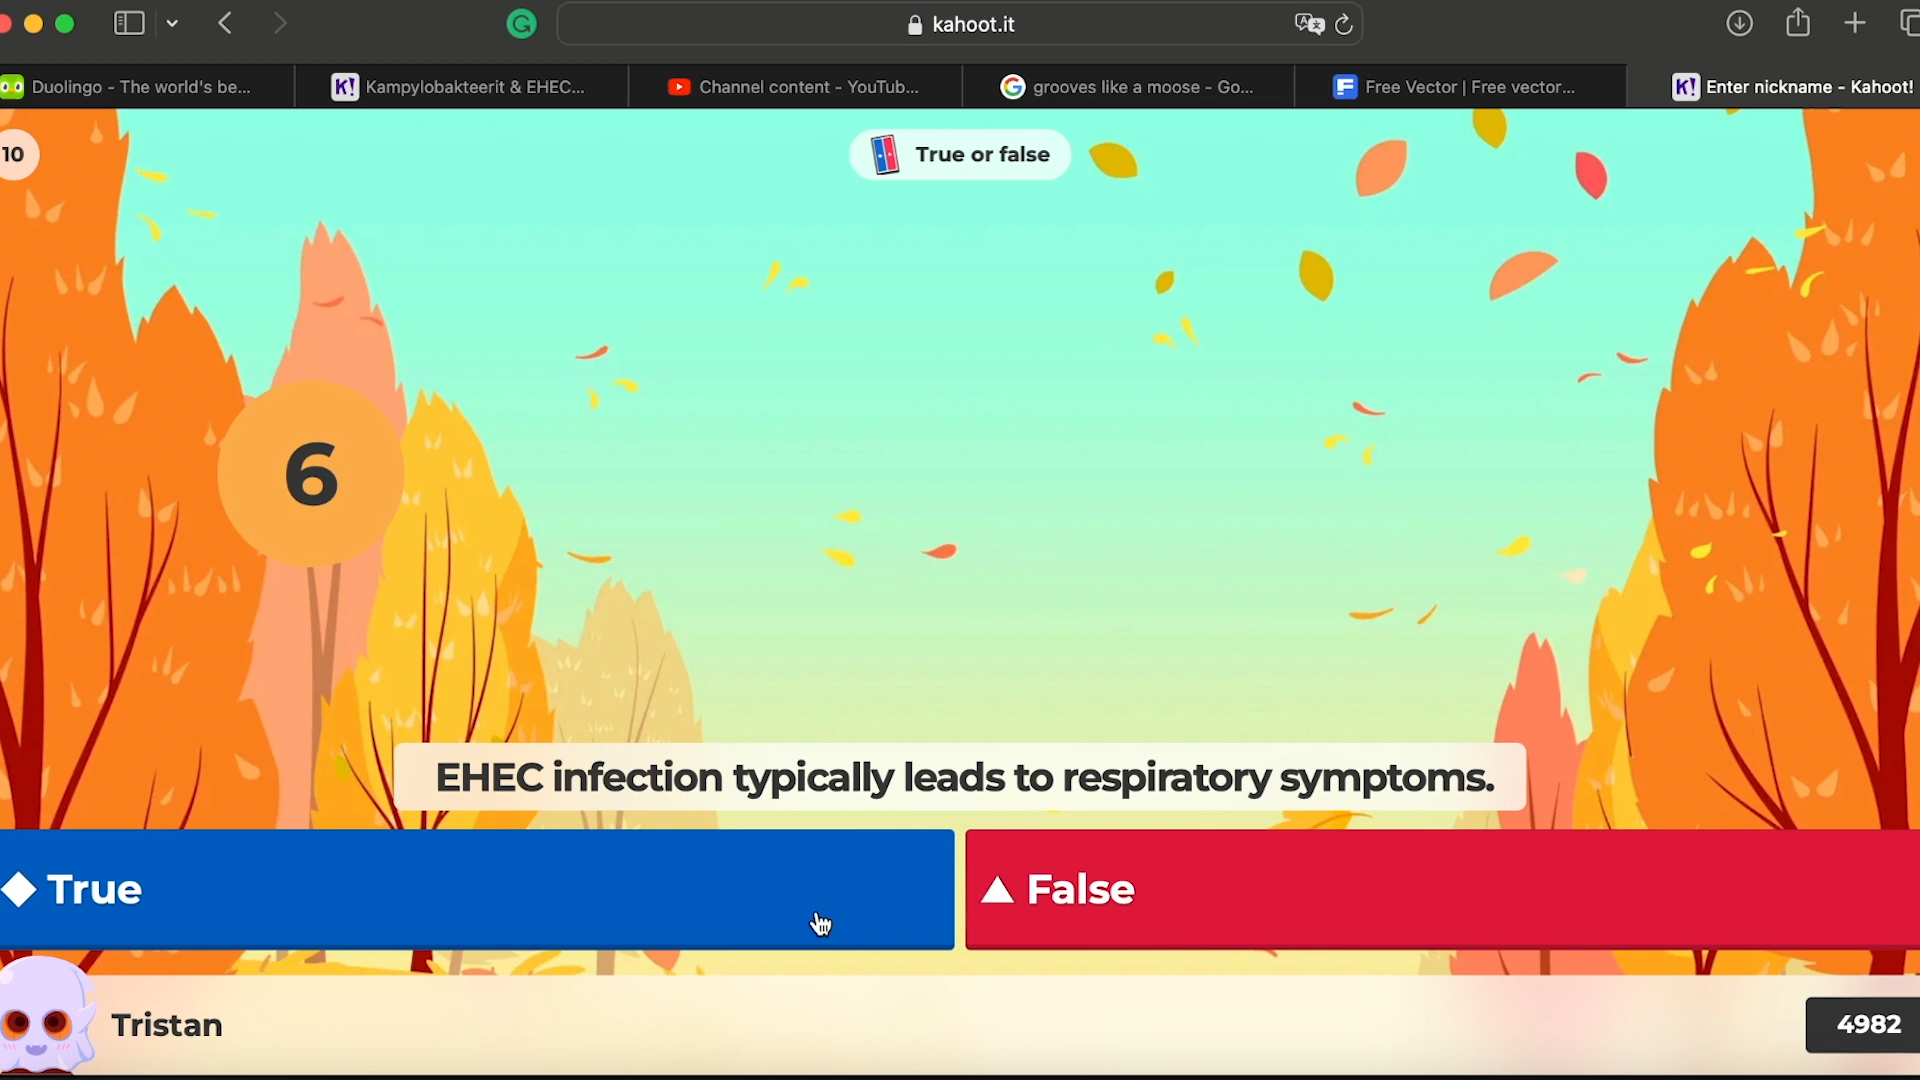 kahoot.it
Duolingo - The world's be...
K! Kampylobakteerit & EHEC...
Channel content - YouTub...
grooves like a moose - Go...
Free Vector | Free vector...
K! Enter nickname - Kahoot!
10
True or false
6
EHEC infection typically leads to respiratory symptoms.
True
False
Tristan
4982